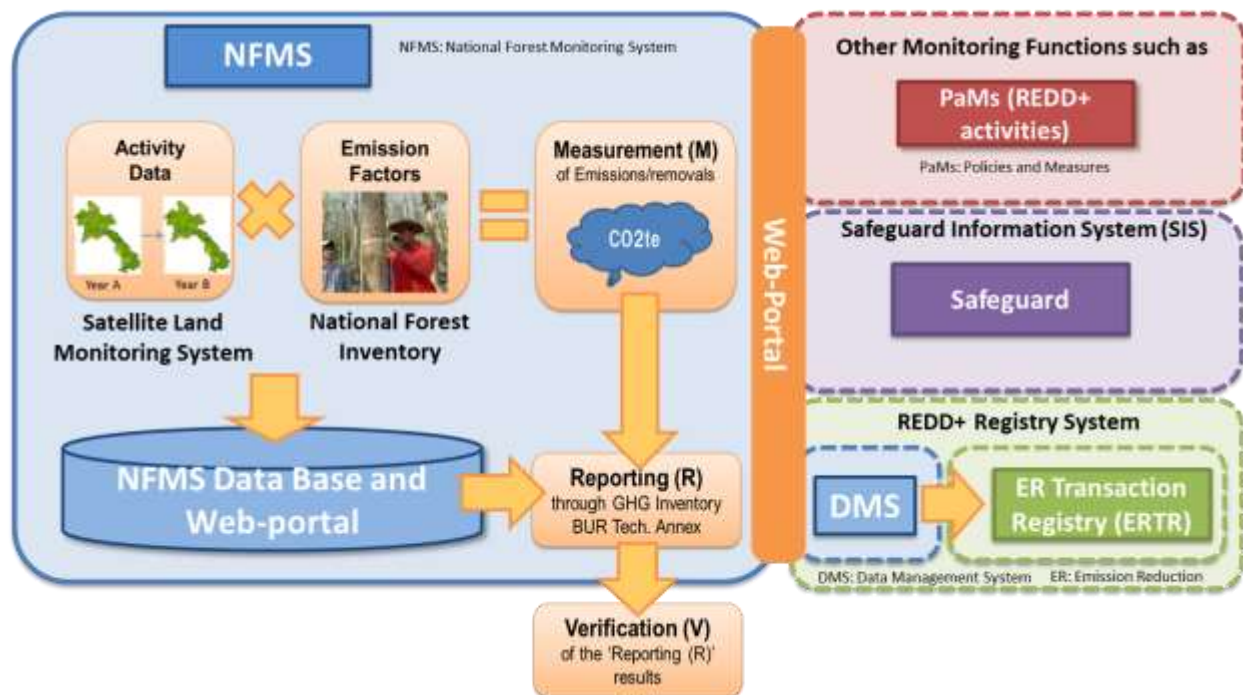 NFMS
NFMS: National Forest Monitoring System
Activity
Data
Year A
Year B
Satellite Land
Monitoring System
Emission
Factors
National Forest
Inventory
Measurement (M)
of Emissions/removals
CO2te
NFMS Data Base and
Web-portal
Reporting (R)
through GHG Inventory
BUR Tech. Annex
Verification (V)
of the 'Reporting (R)'
results
Web-Portal
Other Monitoring Functions such as
PaMs (REDD+
activities)
PaMs: Policies and Measures
Safeguard Information System (SIS)
Safeguard
REDD+ Registry System
DMS
ER Transaction
Registry (ERTR)
DMS: Data Management System
ER: Emission Reduction